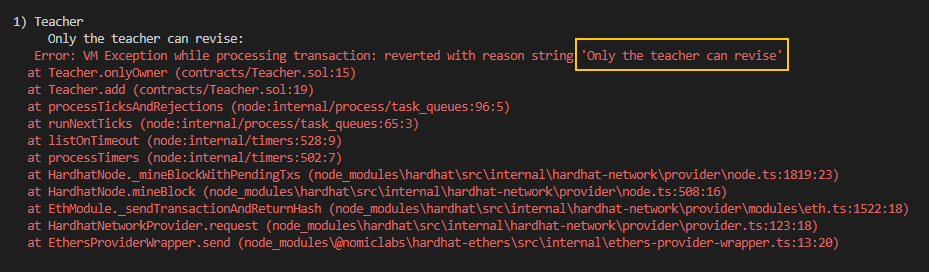 1) Teacher
Only the teacher can revise:
Error: VM Exception while processing transaction: reverted with reason string 'Only the teacher can revise'
at Teacher.onlyOwner (contracts/Teacher.sol:15)
at Teacher.add (contracts/Teacher.sol:19)
at processTicksAndRejections (node:internal/process/task_queues:96:5)
at runNextTicks (node:internal/process/task_queues:65:3)
at listOnTimeout (node:internal/timers:528:9)
at processTimers (node:internal/timers:502:7)
at HardhatNode._mineBlockWithPendingTxs (node_modules\hardhat\src\internal\hardhat-network\provider\node.ts:1819:23)
at HardhatNode.mineBlock (node_modules\hardhat\src\internal\hardhat-network\provider\node.ts:508:16)
at EthModule._sendTransactionAndReturnHash (node_modules\hardhat\src\internal\hardhat-network\provider\modules\eth.ts:1522:18)
at HardhatNetworkProvider.request (node_modules\hardhat\src\internal\hardhat-network\provider\provider.ts:123:18)
at EthersProviderWrapper.send (node_modules\@nomiclabs\hardhat-ethers\src\internal\ethers-provider-wrapper.ts:13:20)